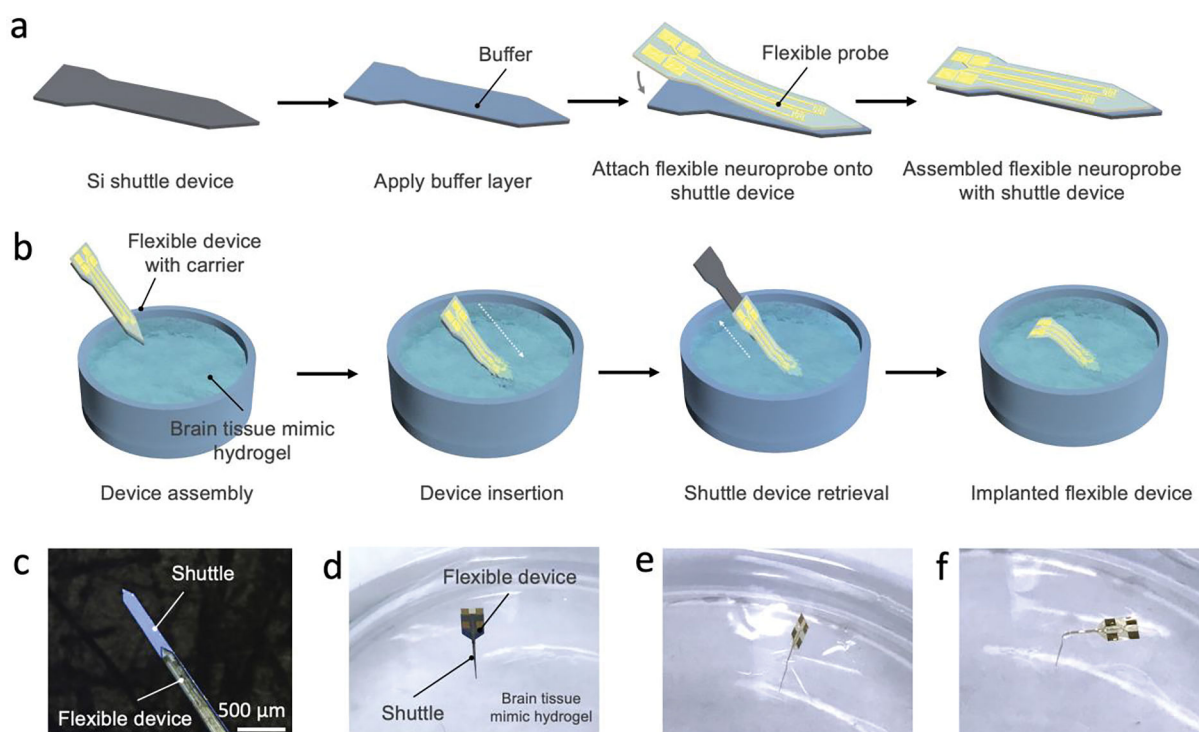 a
Buffer
Flexible probe
Si shuttle device
Apply buffer layer
Attach flexible neuroprobe onto
shuttle device
Assembled flexible neuroprobe
with shuttle device
b
Flexible device
with carrier
Brain tissue mimic
hydrogel
Device assembly
Device insertion
Shuttle device retrieval
Implanted flexible device
c
Shuttle
Flexible device
500 µm
d
Flexible device
Shuttle
Brain tissue
mimic hydrogel
e
f